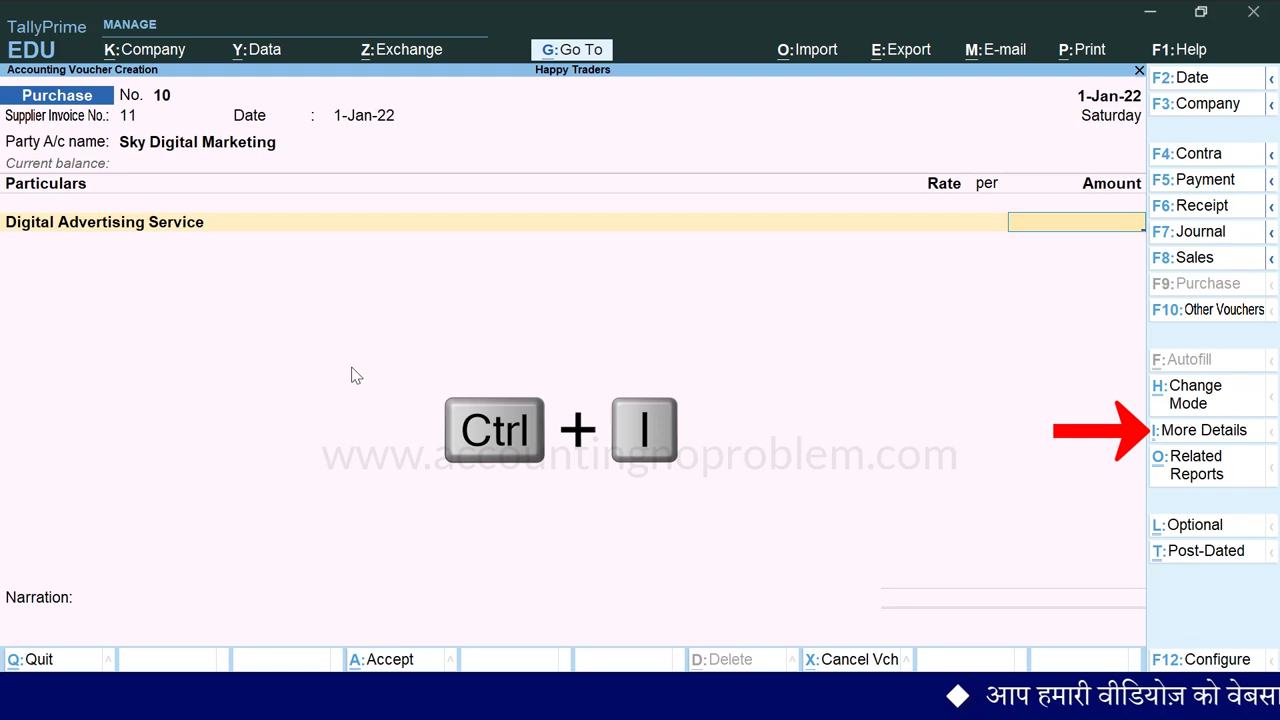 TallyPrime MANAGE
EDU K:Company Y:Data Z:Exchange G:Go To O:Import E:Export M:E-mail P:Print F1:Help
Accounting Voucher Creation Happy Traders
Purchase No. 10 1-Jan-22
Supplier Invoice No.: 11 Date : 1-Jan-22 Saturday
Party A/c name: Sky Digital Marketing
Current balance:
Particulars Rate per Amount
Digital Advertising Service
Ctrl + I
www.accountingnoproblem.com
Narration:
F2:Date
F3:Company
F4:Contra
F5:Payment
F6:Receipt
F7:Journal
F8:Sales
F9:Purchase
F10:Other Vouchers
F:Autofill
H:Change
Mode
I:More Details
O:Related
Reports
L:Optional
T:Post-Dated
Q:Quit A:Accept D:Delete X:Cancel Vch F12:Configure
◆ आप हमारी वीडियोज़ को वेबसा